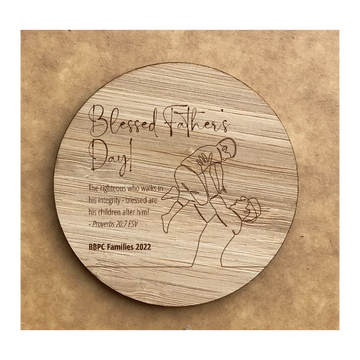 Blessed Father's
Day!
The righteous who walks in
his integrity - blessed are
his children after him!
- Proverbs 20:7 ESV
BBPC Families 2022